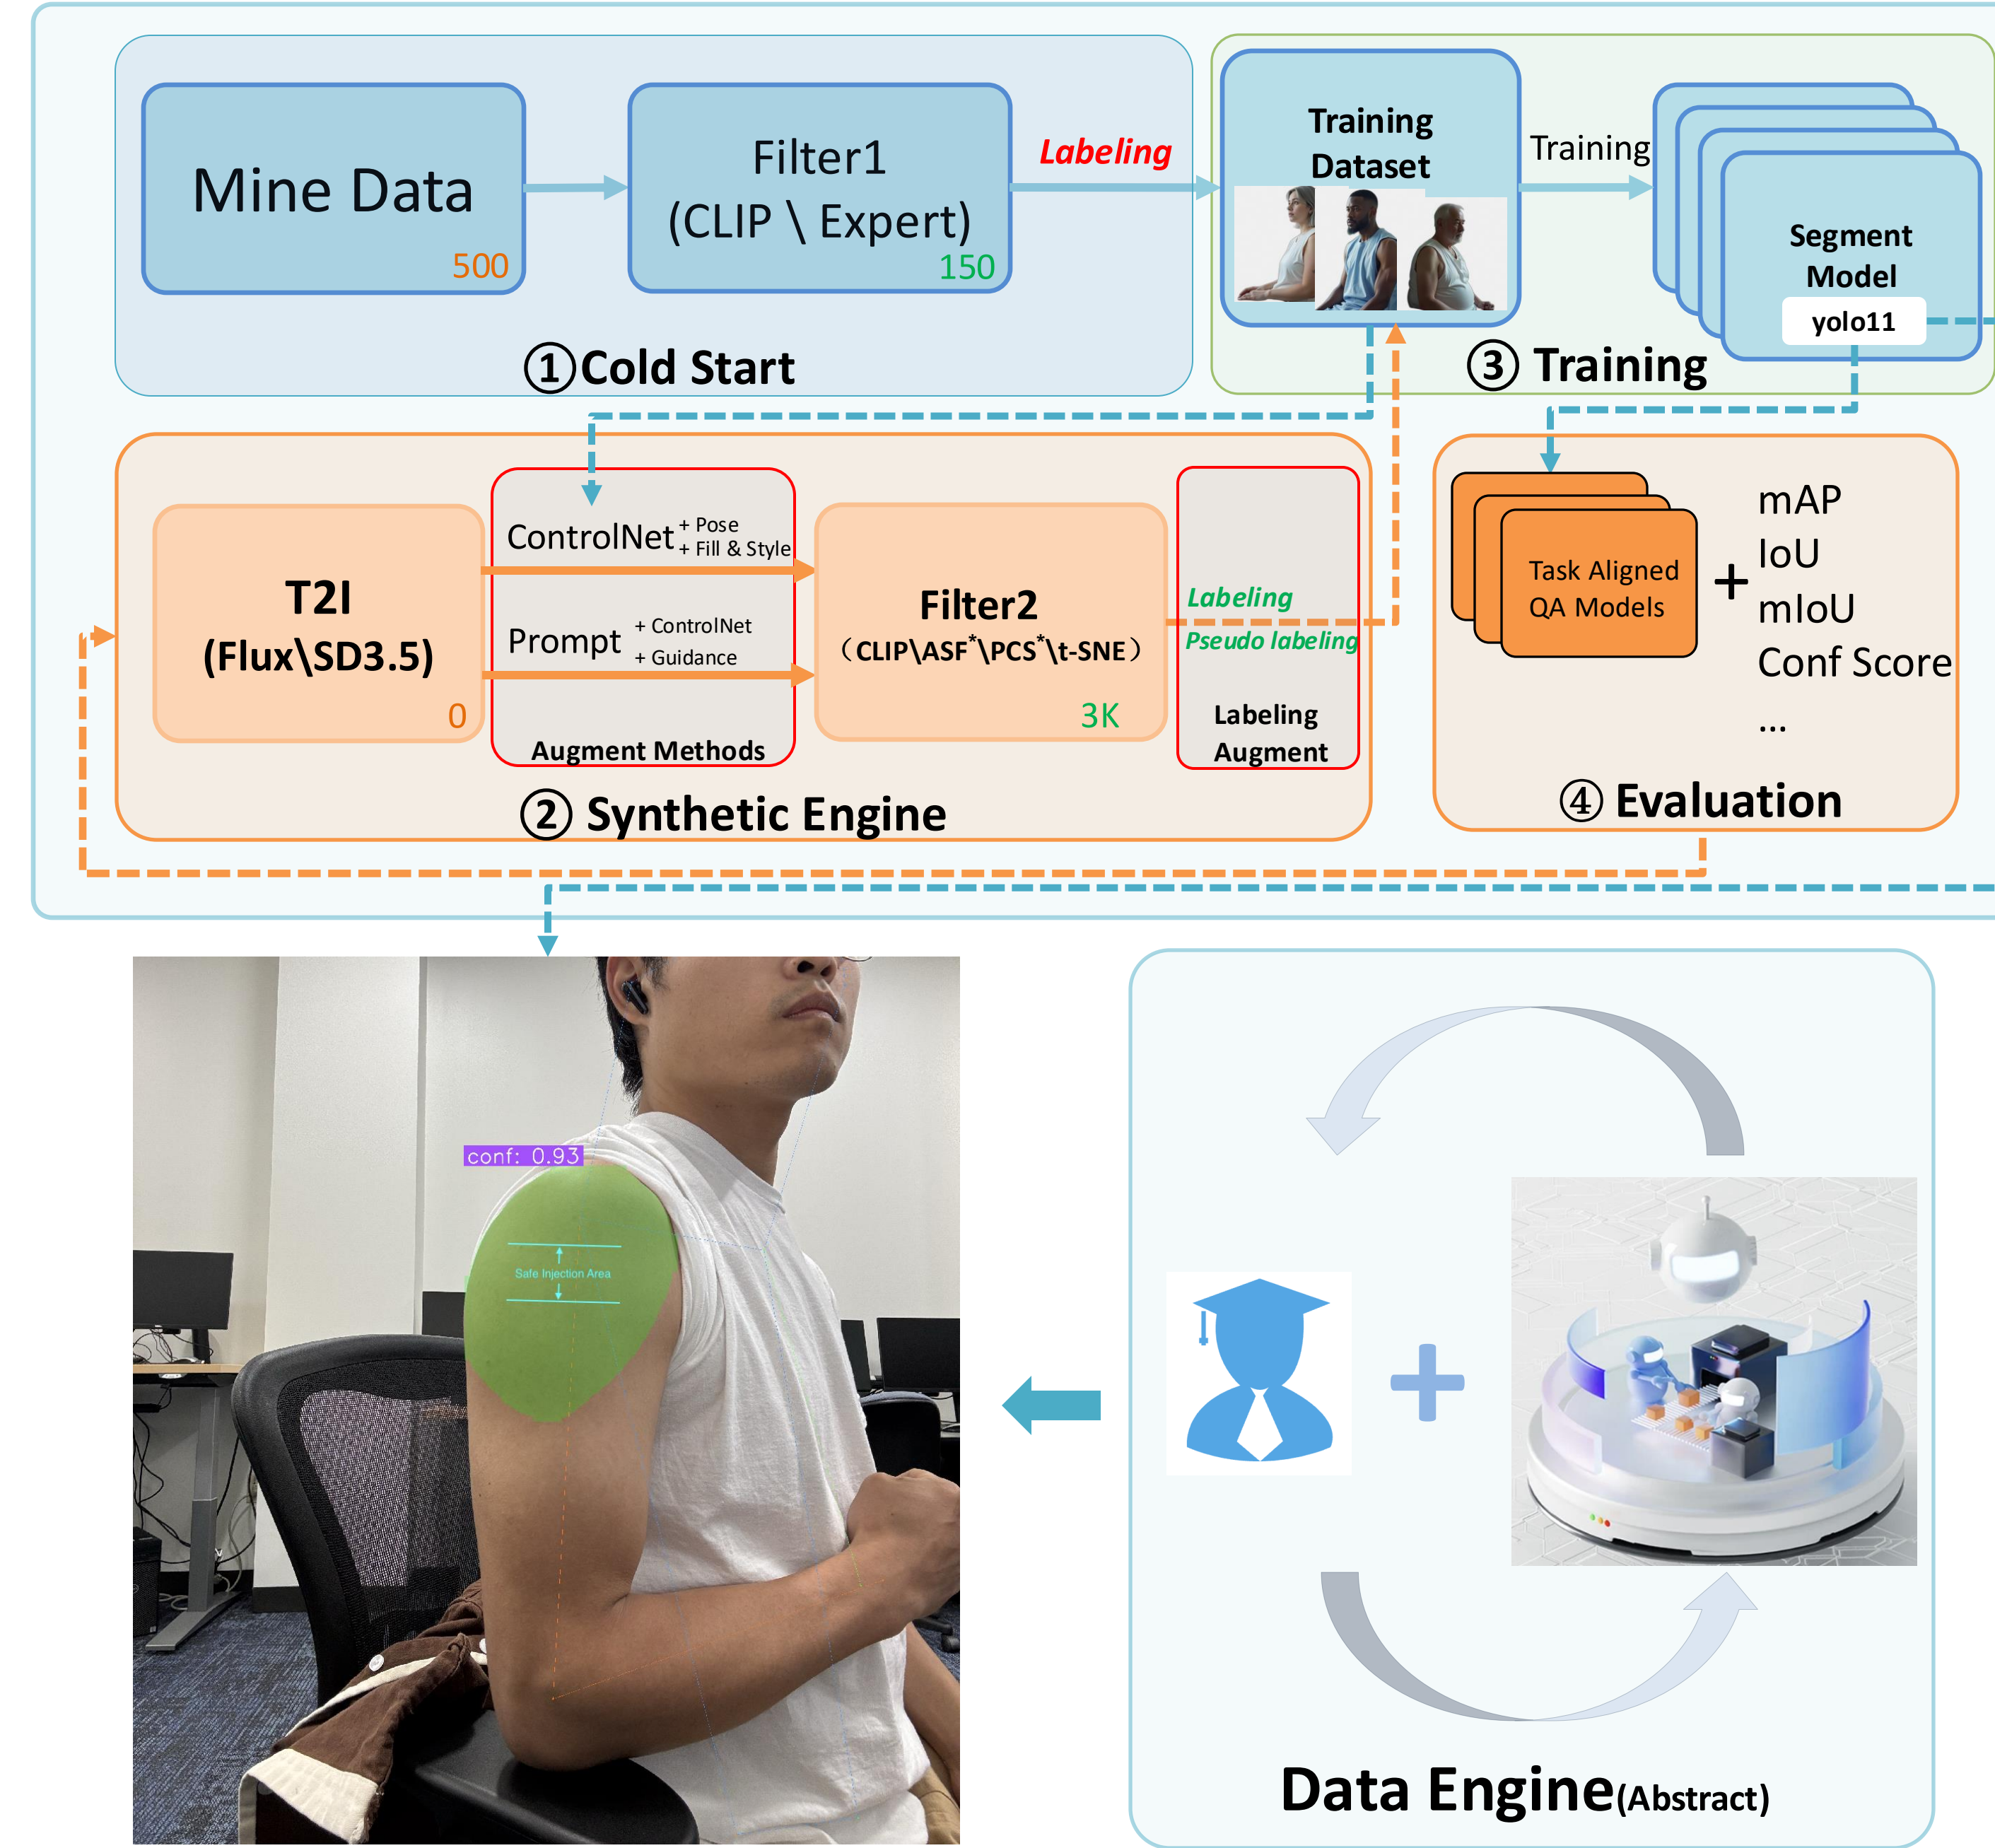 Mine Data
500
Filter1
(CLIP \ Expert)
150
Labeling
①Cold Start
Training
Dataset
Training
Segment
Model
yolo11
③ Training
T2I
(Flux\SD3.5)
0
ControlNet + Pose
+ Fill & Style
Prompt + ControlNet
+ Guidance
Augment Methods
Filter2
（CLIP\ASF*\PCS*\t-SNE）
3K
Labeling
Pseudo labeling
Labeling
Augment
② Synthetic Engine
Task Aligned
QA Models
+
mAP
IoU
mIoU
Conf Score
...
④ Evaluation
conf: 0.93
Safe Injection Area
Data Engine(Abstract)